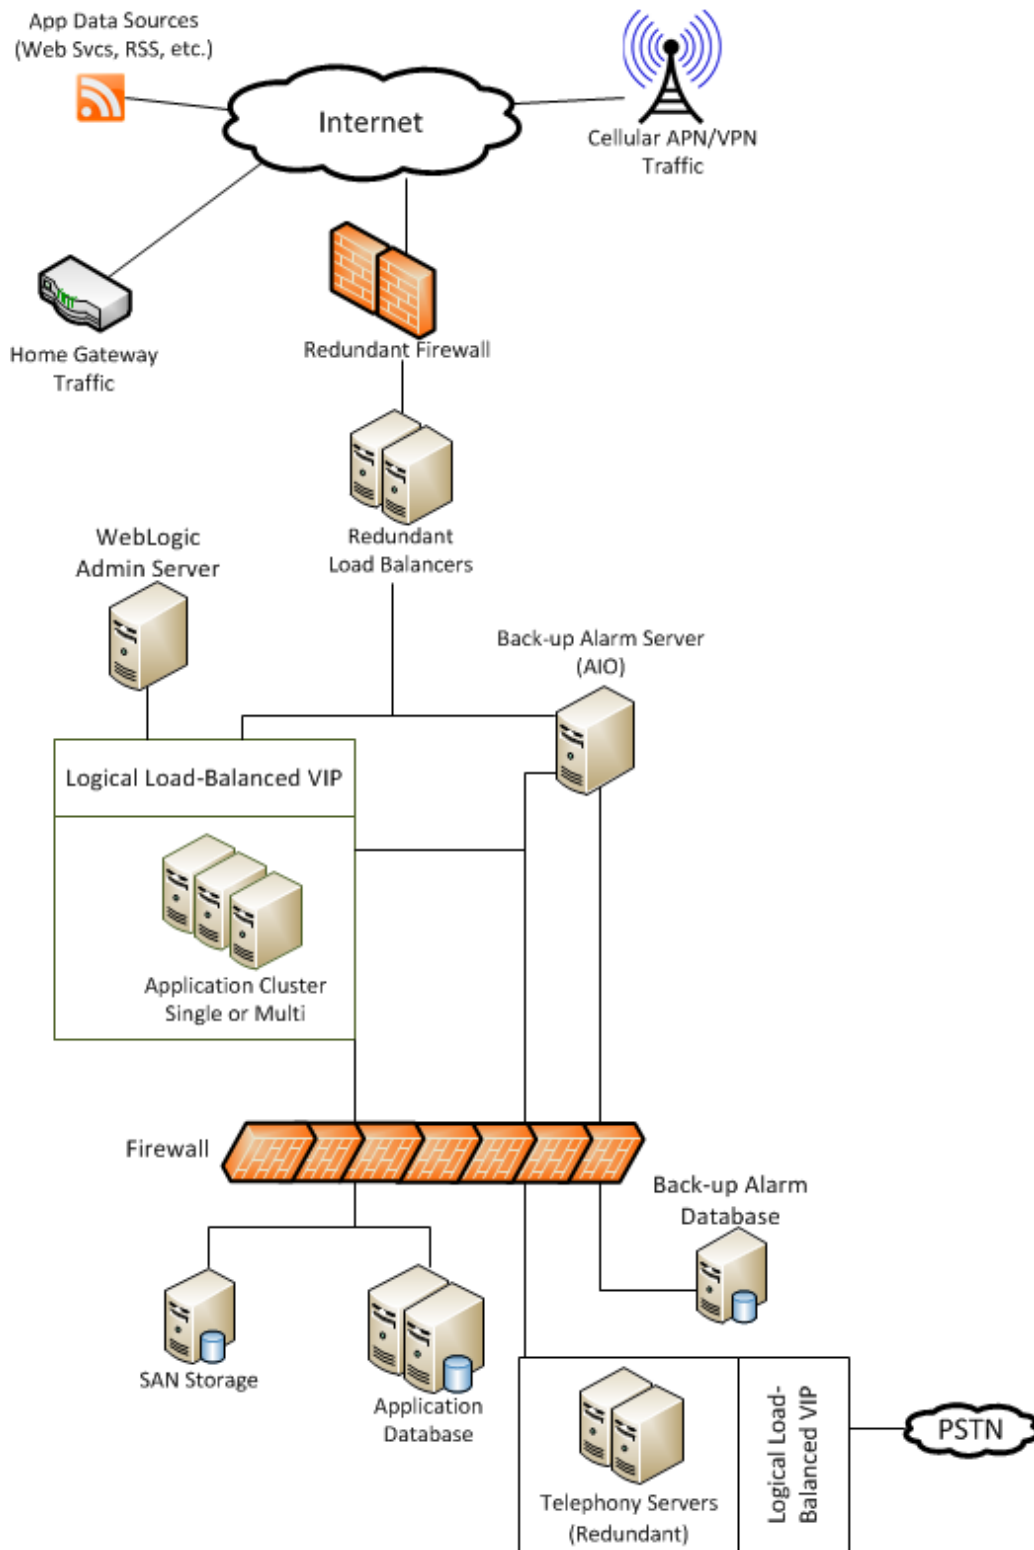 App Data Sources
(Web Svcs, RSS, etc.)
Internet
Cellular APN/VPN
Traffic
Home Gateway
Traffic
Redundant Firewall
Redundant
Load Balancers
WebLogic
Admin Server
Back-up Alarm Server
(AIO)
Logical Load-Balanced VIP
Application Cluster
Single or Multi
Firewall
Back-up Alarm
Database
SAN Storage
Application
Database
Telephony Servers
(Redundant)
Logical Load-
Balanced VIP
PSTN